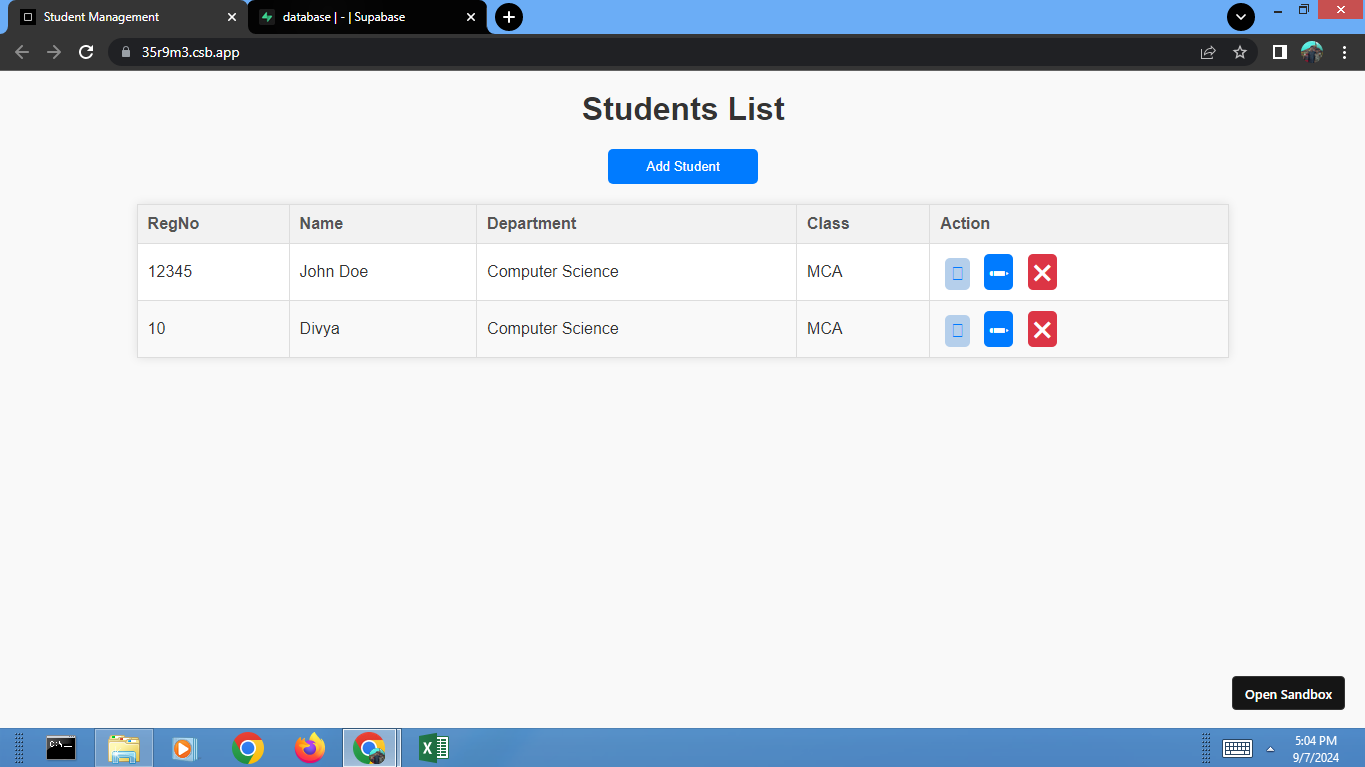 Student Management
database | - | Supabase
35r9m3.csb.app
Students List
Add Student
RegNo Name Department Class Action
12345 John Doe Computer Science MCA
10 Divya Computer Science MCA
Open Sandbox
C:\_
5:04 PM
9/7/2024